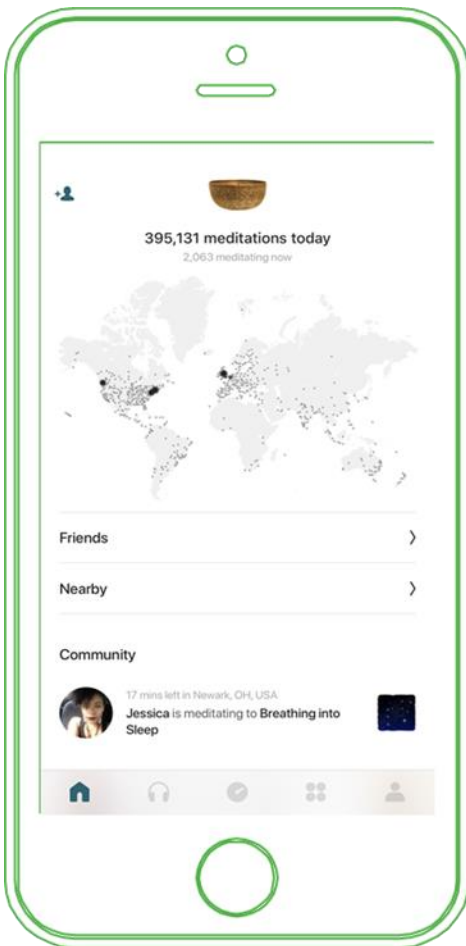 395,131 meditations today
2,063 meditating now
Friends
Nearby
Community
17 mins left in Newark, OH, USA
Jessica is meditating to Breathing into
Sleep